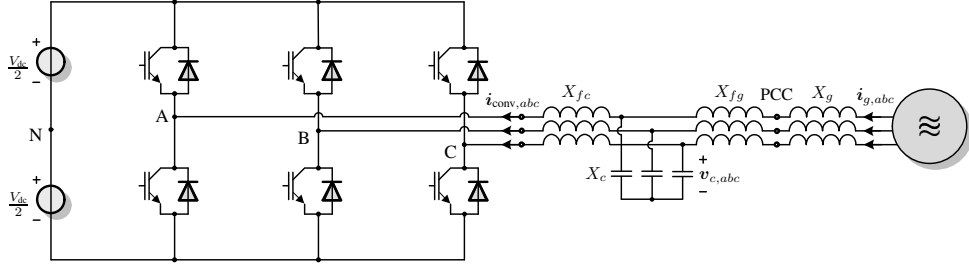 +
V_dc/2
−
N
+
V_dc/2
−
A
B
C
i_conv,abc
X_fc
X_c
+
v_c,abc
−
X_fg
PCC
X_g
i_g,abc
≈